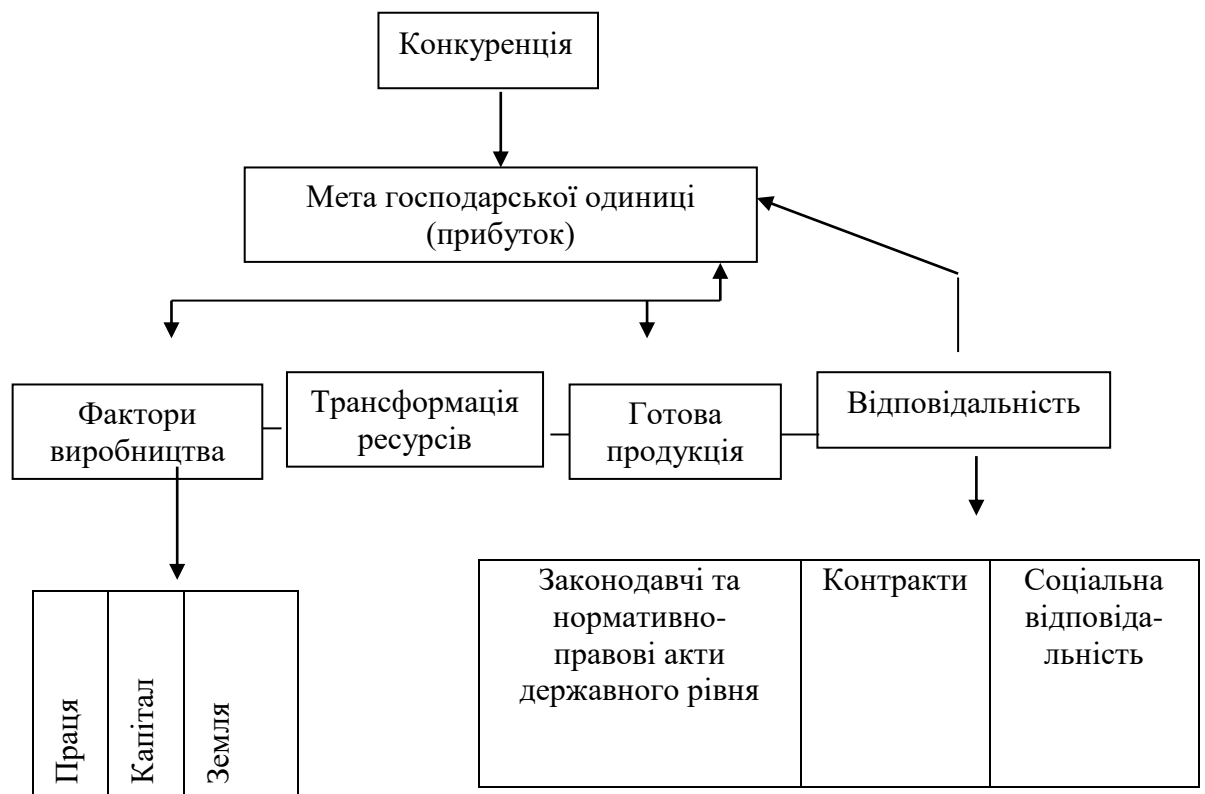 Конкуренція
Мета господарської одиниці
(прибуток)
Фактори
виробництва
Трансформація
ресурсів
Готова
продукція
Відповідальність
Праця
Капітал
Земля
Законодавчі та
нормативно-
правові акти
державного рівня
Контракти
Соціальна
відповіда-
льність